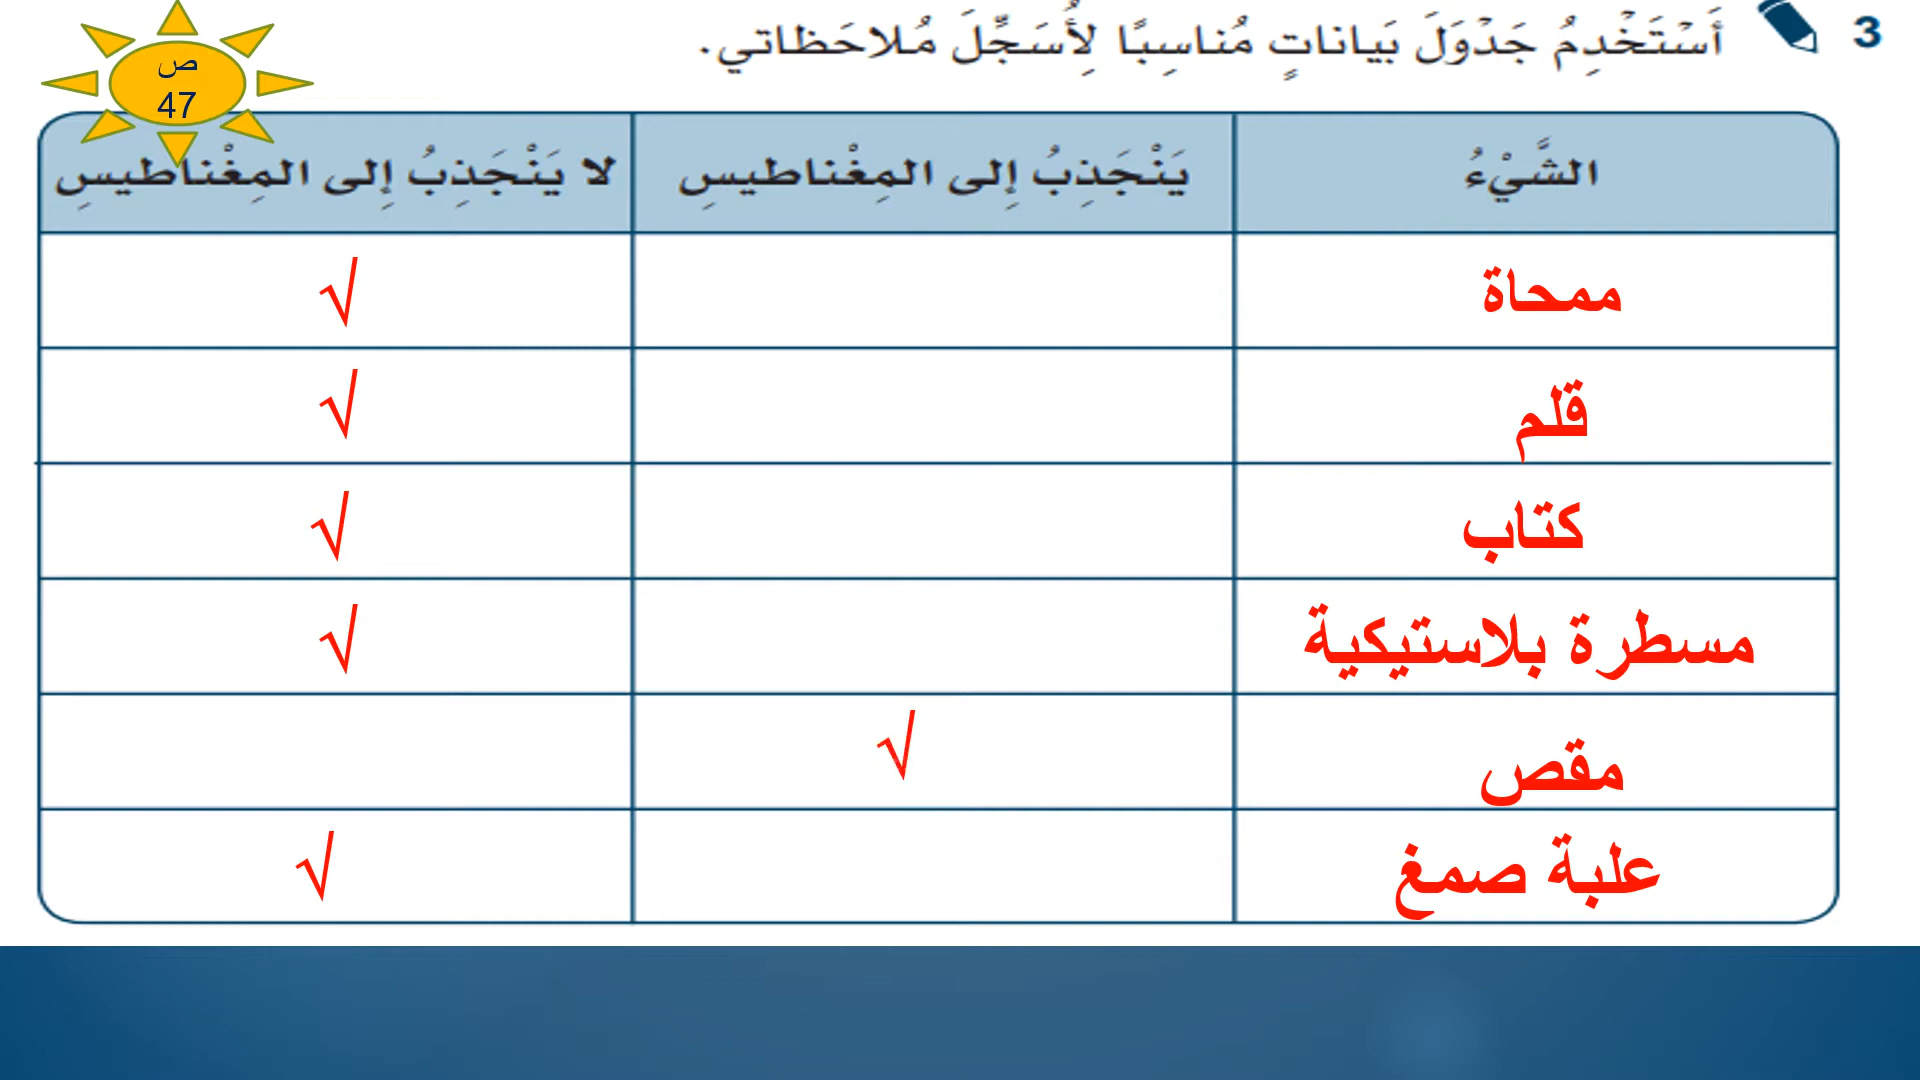 3 أَسْتَخْدِمُ جَدْوَلَ بَياناتٍ مُناسِبًا لِأُسَجِّلَ مُلاحَظاتي.
ص
47
الشَّيْءُ يَنْجَذِبُ إِلى المِغْناطيسِ لا يَنْجَذِبُ إِلى المِغْناطيسِ
ممحاة √
قلم √
كتاب √
مسطرة بلاستيكية √
مقص √
علبة صمغ √